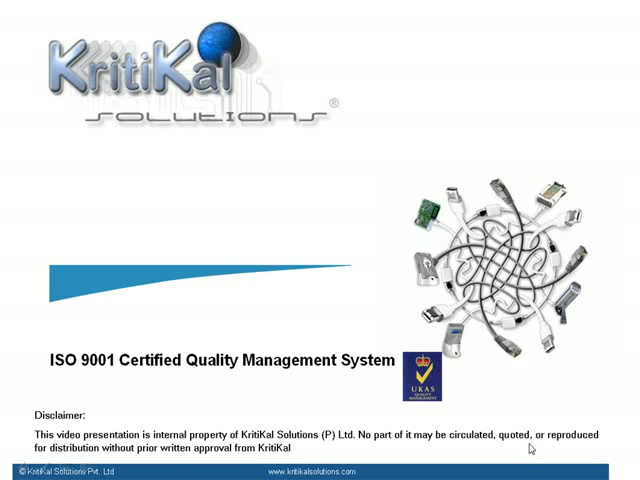 KritiKal
SOLUTIONS®
ISO 9001 Certified Quality Management System
UKAS
QUALITY
MANAGEMENT
Disclaimer:
This video presentation is internal property of KritiKal Solutions (P) Ltd. No part of it may be circulated, quoted, or reproduced
for distribution without prior written approval from KritiKal
© KritiKal Solutions Pvt. Ltd
www.kritikalsolutions.com